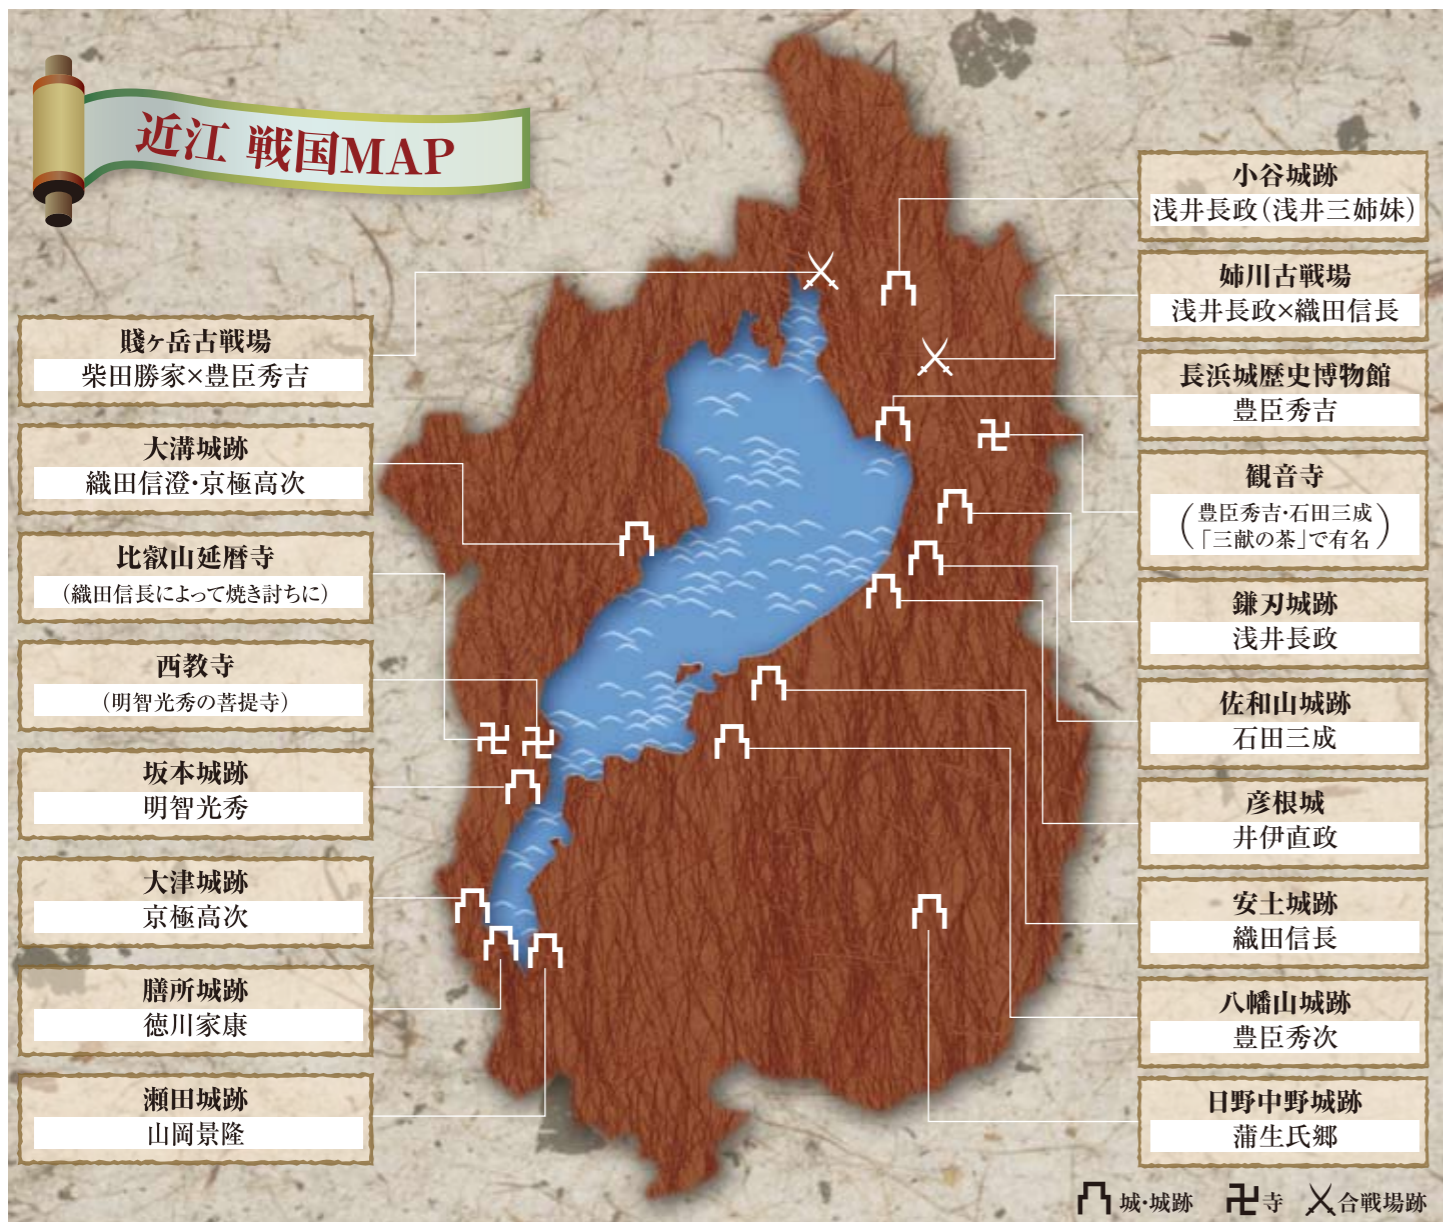 近江 戦国MAP
賤ヶ岳古戦場
柴田勝家×豊臣秀吉
大溝城跡
織田信澄・京極高次
比叡山延暦寺
（織田信長によって焼き討ちに）
西教寺
（明智光秀の菩提寺）
坂本城跡
明智光秀
大津城跡
京極高次
膳所城跡
徳川家康
瀬田城跡
山岡景隆
小谷城跡
浅井長政（浅井三姉妹）
姉川古戦場
浅井長政×織田信長
長浜城歴史博物館
豊臣秀吉
観音寺
（豊臣秀吉・石田三成
「三献の茶」で有名）
鎌刃城跡
浅井長政
佐和山城跡
石田三成
彦根城
井伊直政
安土城跡
織田信長
八幡山城跡
豊臣秀次
日野中野城跡
蒲生氏郷
城・城跡
卍寺
合戦場跡